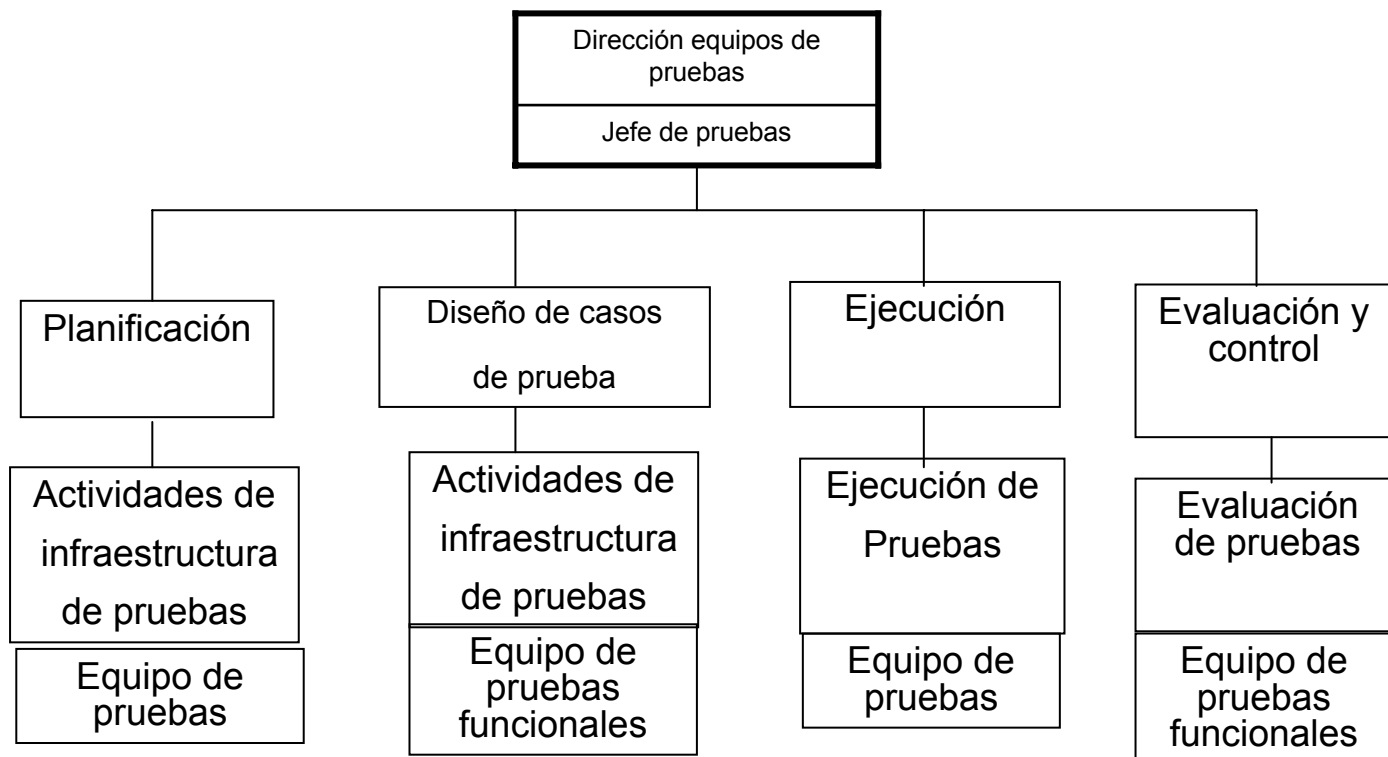 Dirección equipos de
pruebas
Jefe de pruebas
Planificación
Diseño de casos
de prueba
Ejecución
Evaluación y
control
Actividades de
infraestructura
de pruebas
Equipo de
pruebas
Actividades de
infraestructura
de pruebas
Equipo de
pruebas
funcionales
Ejecución de
Pruebas
Equipo de
pruebas
Evaluación
de pruebas
Equipo de
pruebas
funcionales